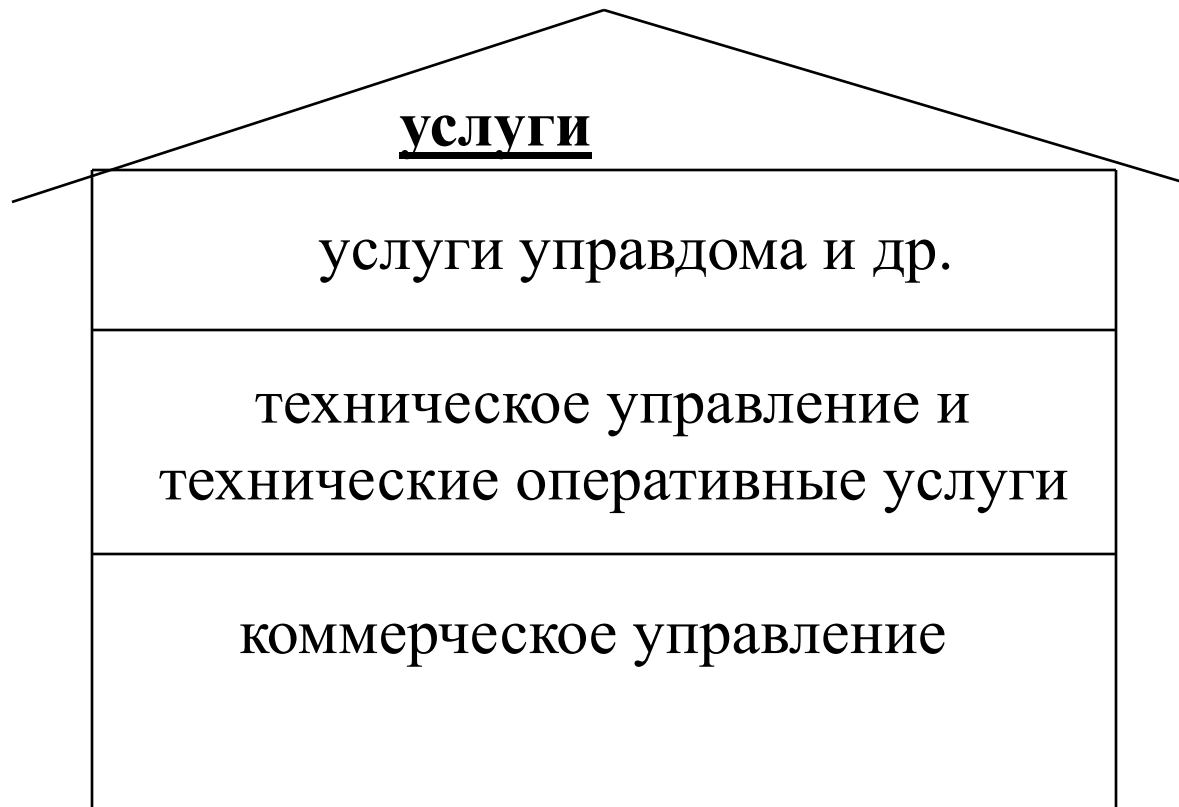 услуги
услуги управдома и др.
техническое управление и
технические оперативные услуги
коммерческое управление